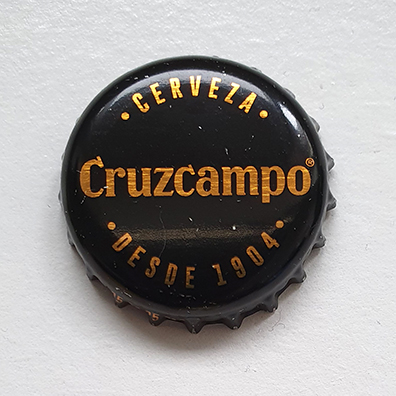 • CERVEZA •
Cruzcampo®
• DESDE 1904 •